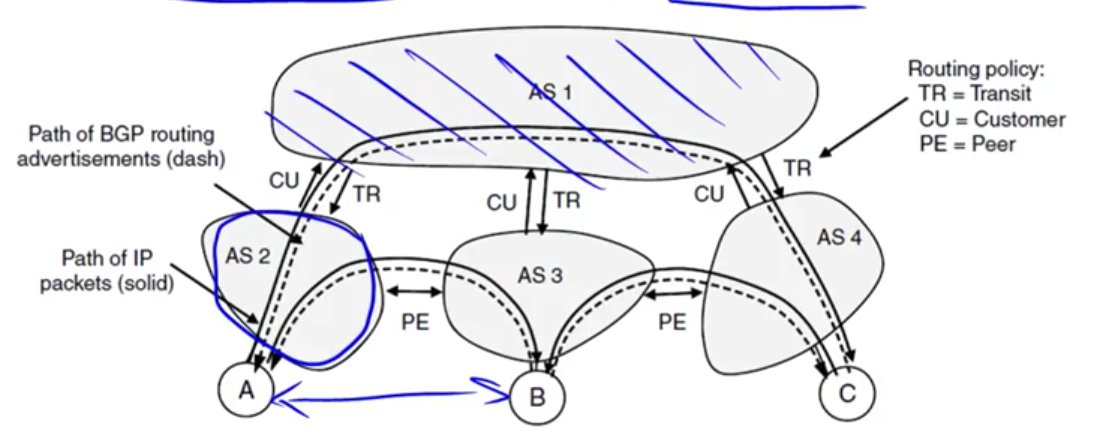 AS 1
Routing policy:
TR = Transit
CU = Customer
PE = Peer
Path of BGP routing
advertisements (dash)
CU
TR
CU
TR
CU
TR
AS 2
Path of IP
packets (solid)
AS 3
AS 4
PE
PE
A
B
C